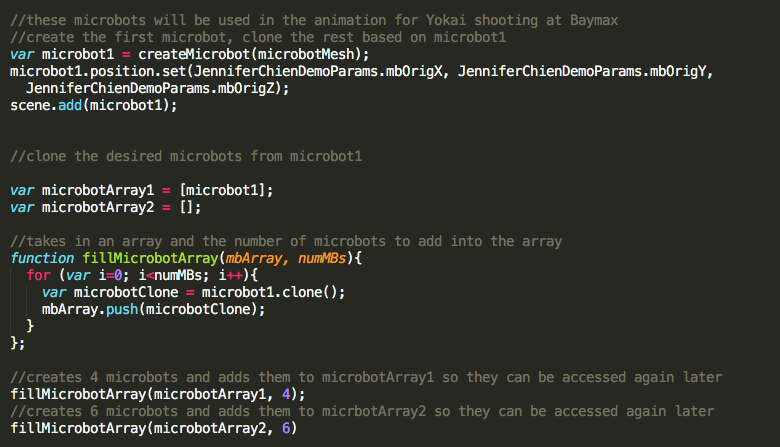 //these microbots will be used in the animation for Yokai shooting at Baymax
//create the first microbot, clone the rest based on microbot1
var microbot1 = createMicrobot(microbotMesh);
microbot1.position.set(JenniferChienDemoParams.mbOrigX, JenniferChienDemoParams.mbOrigY,
  JenniferChienDemoParams.mbOrigZ);
scene.add(microbot1);
//clone the desired microbots from microbot1
var microbotArray1 = [microbot1];
var microbotArray2 = [];
//takes in an array and the number of microbots to add into the array
function fillMicrobotArray(mbArray, numMBs){
  for (var i=0; i<numMBs; i++){
    var microbotClone = microbot1.clone();
    mbArray.push(microbotClone);
  }
};
//creates 4 microbots and adds them to microbotArray1 so they can be accessed again later
fillMicrobotArray(microbotArray1, 4);
//creates 6 microbots and adds them to micrbotArray2 so they can be accessed again later
fillMicrobotArray(microbotArray2, 6)